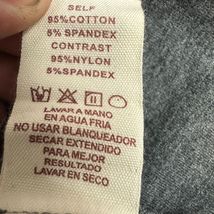 SELF
95%COTTON
5%SPANDEX
CONTRAST
95%NYLON
5%SPANDEX
LAVAR A MANO
EN AGUA FRIA
NO USAR BLANQUEADOR
SECAR EXTENDIDO
PARA MEJOR
RESULTADO
LAVAR EN SECO